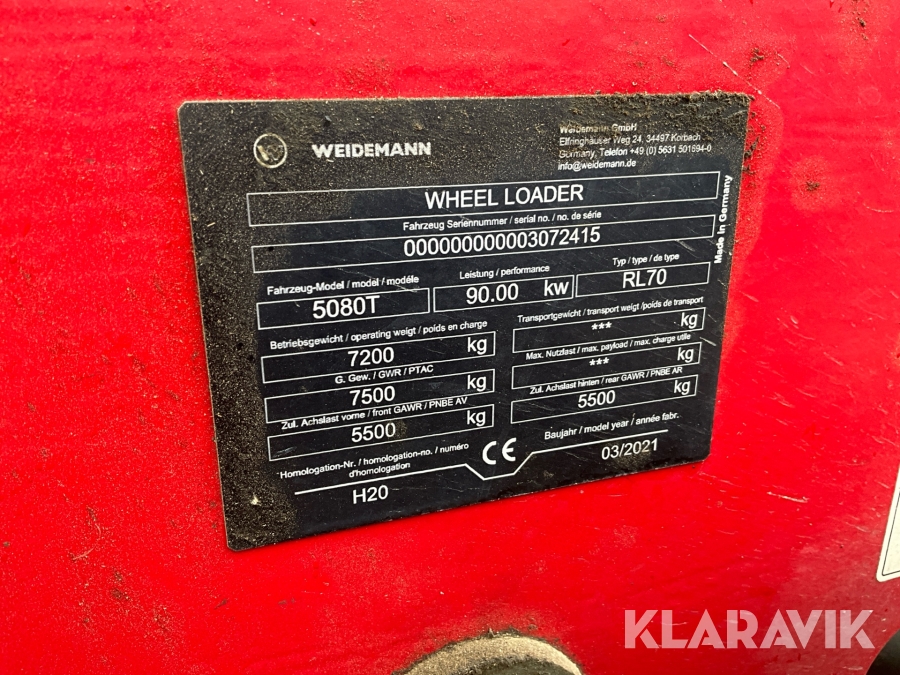 WEIDEMANN
Weidemann GmbH
Elfringhäuser Weg 24, 34497 Korbach
Germany, Telefon +49 (0) 5631 501694-0
info@weidemann.de
Made in Germany
WHEEL LOADER
Fahrzeug Seriennummer / serial no. / no. de série
000000000003072415
Fahrzeug-Model / model / modéle
5080T
Leistung / performance
90.00 kw
Typ / type / de type
RL70
Betriebsgewicht / operating weigt / poids en charge
7200 kg
Transportgewicht / transport weigt /poids de transport
*** kg
G. Gew. / GWR / PTAC
7500 kg
Max. Nutzlast / max. payload / max. charge utile
*** kg
Zul. Achslast vorne / front GAWR / PNBE AV
5500 kg
Zul. Achslast hinten / rear GAWR / PNBE AR
5500 kg
Homologation-Nr. / homologation-no. / numéro
d'homologation
H20
CE
Baujahr / model year / année fabr.
03/2021
KLARAVIK